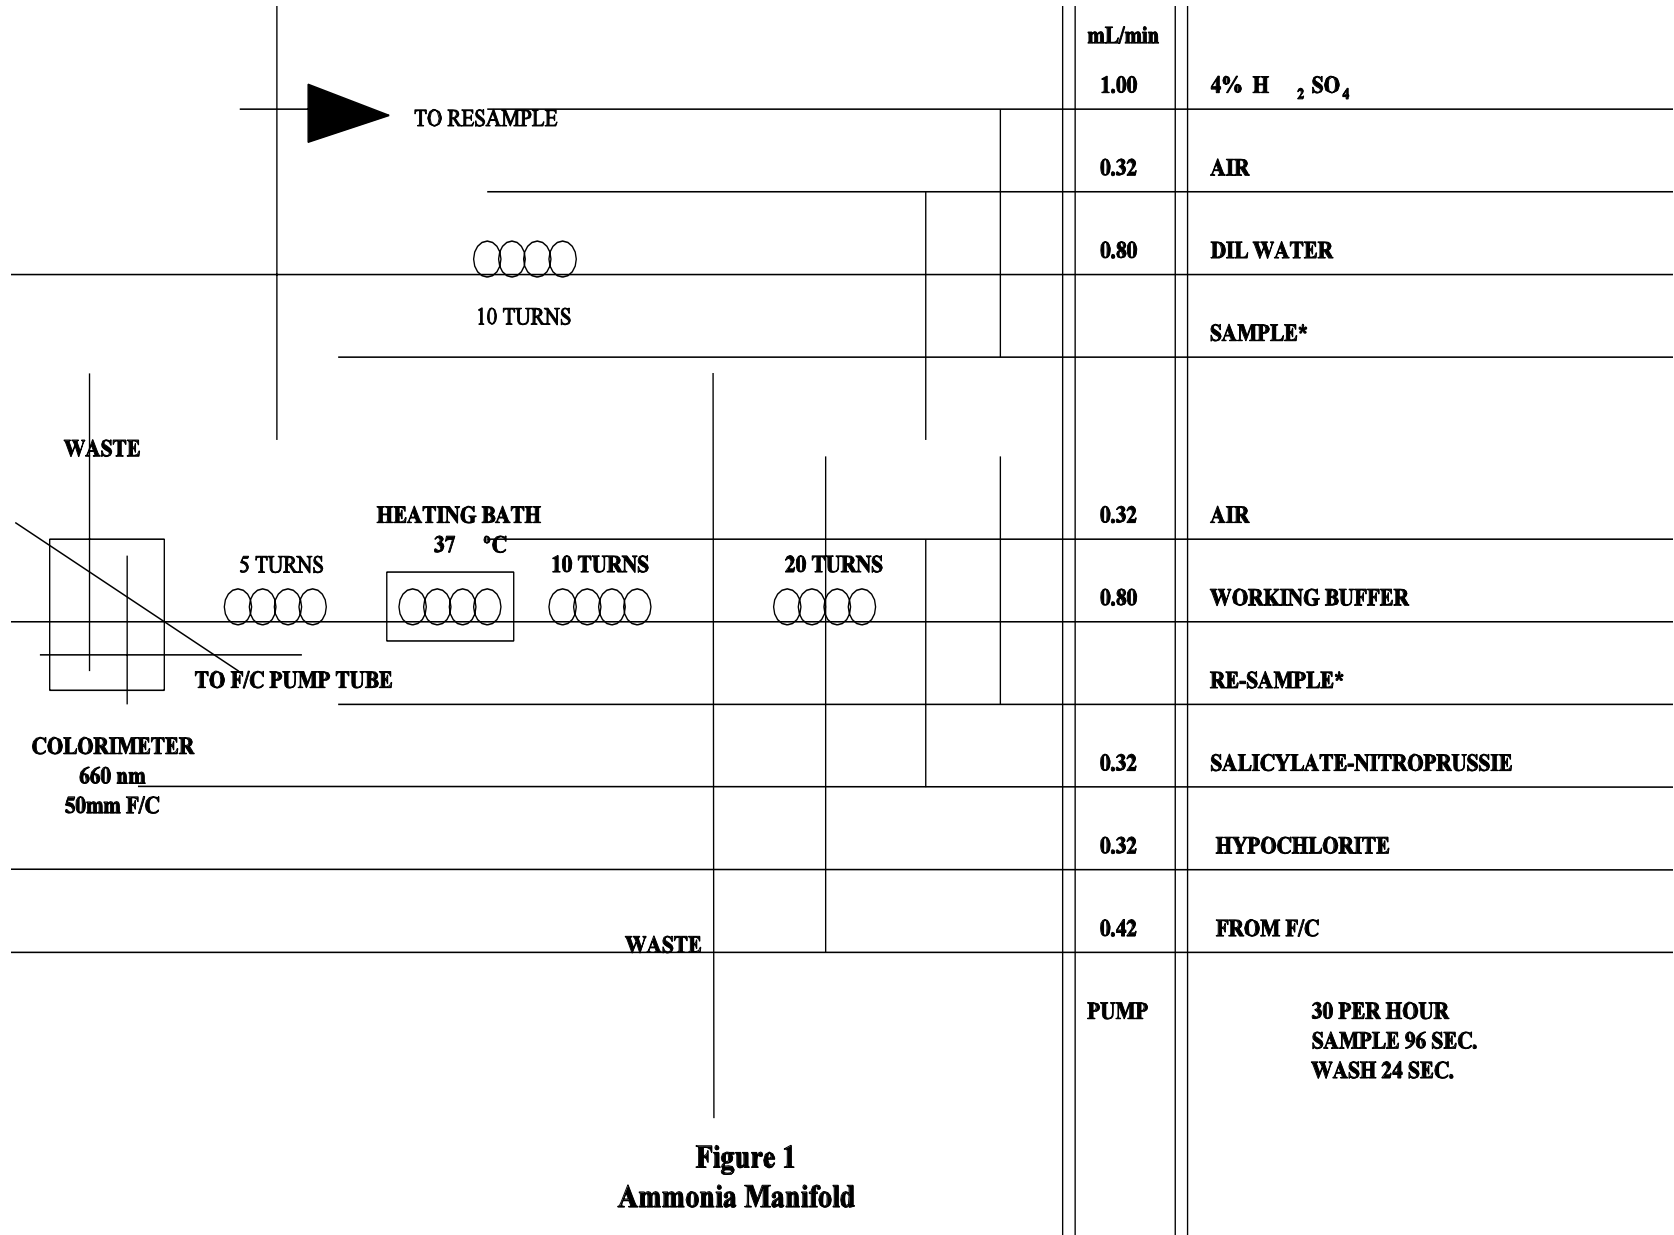 mL/min
1.00 4% H 2 SO4
TO RESAMPLE
0.32 AIR
0.80 DIL WATER
10 TURNS
SAMPLE*
WASTE
HEATING BATH
37 ºC
0.32 AIR
5 TURNS
10 TURNS
20 TURNS
0.80 WORKING BUFFER
TO F/C PUMP TUBE
RE-SAMPLE*
COLORIMETER
660 nm
50mm F/C
0.32 SALICYLATE-NITROPRUSSIE
0.32 HYPOCHLORITE
0.42 FROM F/C
WASTE
PUMP
30 PER HOUR
SAMPLE 96 SEC.
WASH 24 SEC.
Figure 1
Ammonia Manifold